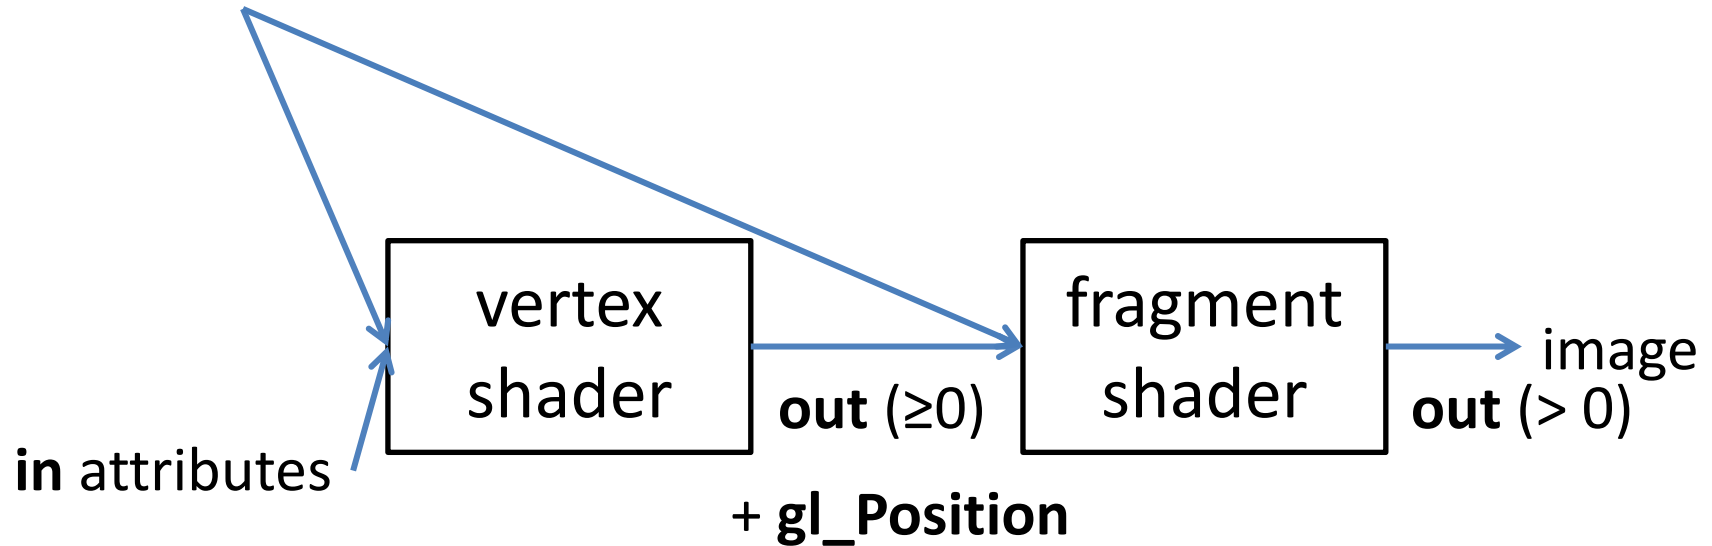 vertex
shader
fragment
shader
image
out (≥0)
out (> 0)
in attributes
+ gl_Position